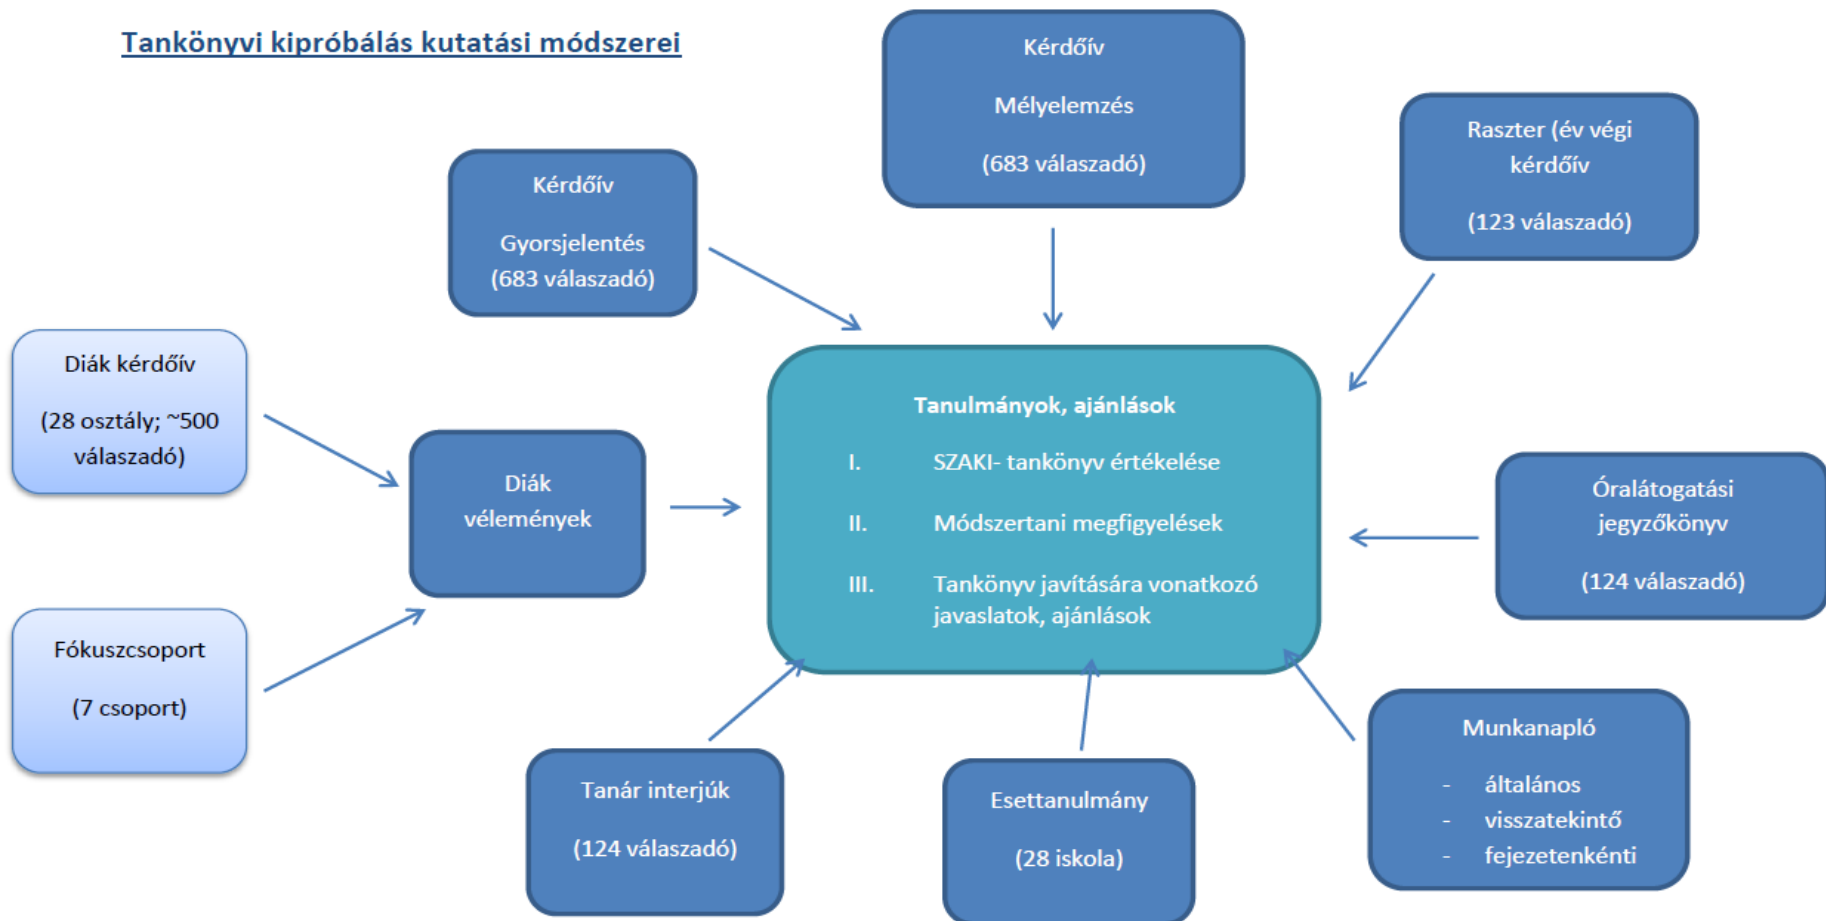 Tankönyvi kipróbálás kutatási módszerei
Kérdőív
Mélyelemzés
(683 válaszadó)
Raszter (év végi
kérdőív
(123 válaszadó)
Kérdőív
Gyorsjelentés
(683 válaszadó)
Diák kérdőív
(28 osztály; ~500
válaszadó)
Diák
vélemények
Fókuszcsoport
(7 csoport)
Tanulmányok, ajánlások
I. SZAKI- tankönyv értékelése
II. Módszertani megfigyelések
III. Tankönyv javítására vonatkozó
javaslatok, ajánlások
Óralátogatási
jegyzőkönyv
(124 válaszadó)
Tanár interjúk
(124 válaszadó)
Esettanulmány
(28 iskola)
Munkanapló
- általános
- visszatekintő
- fejezetenkénti